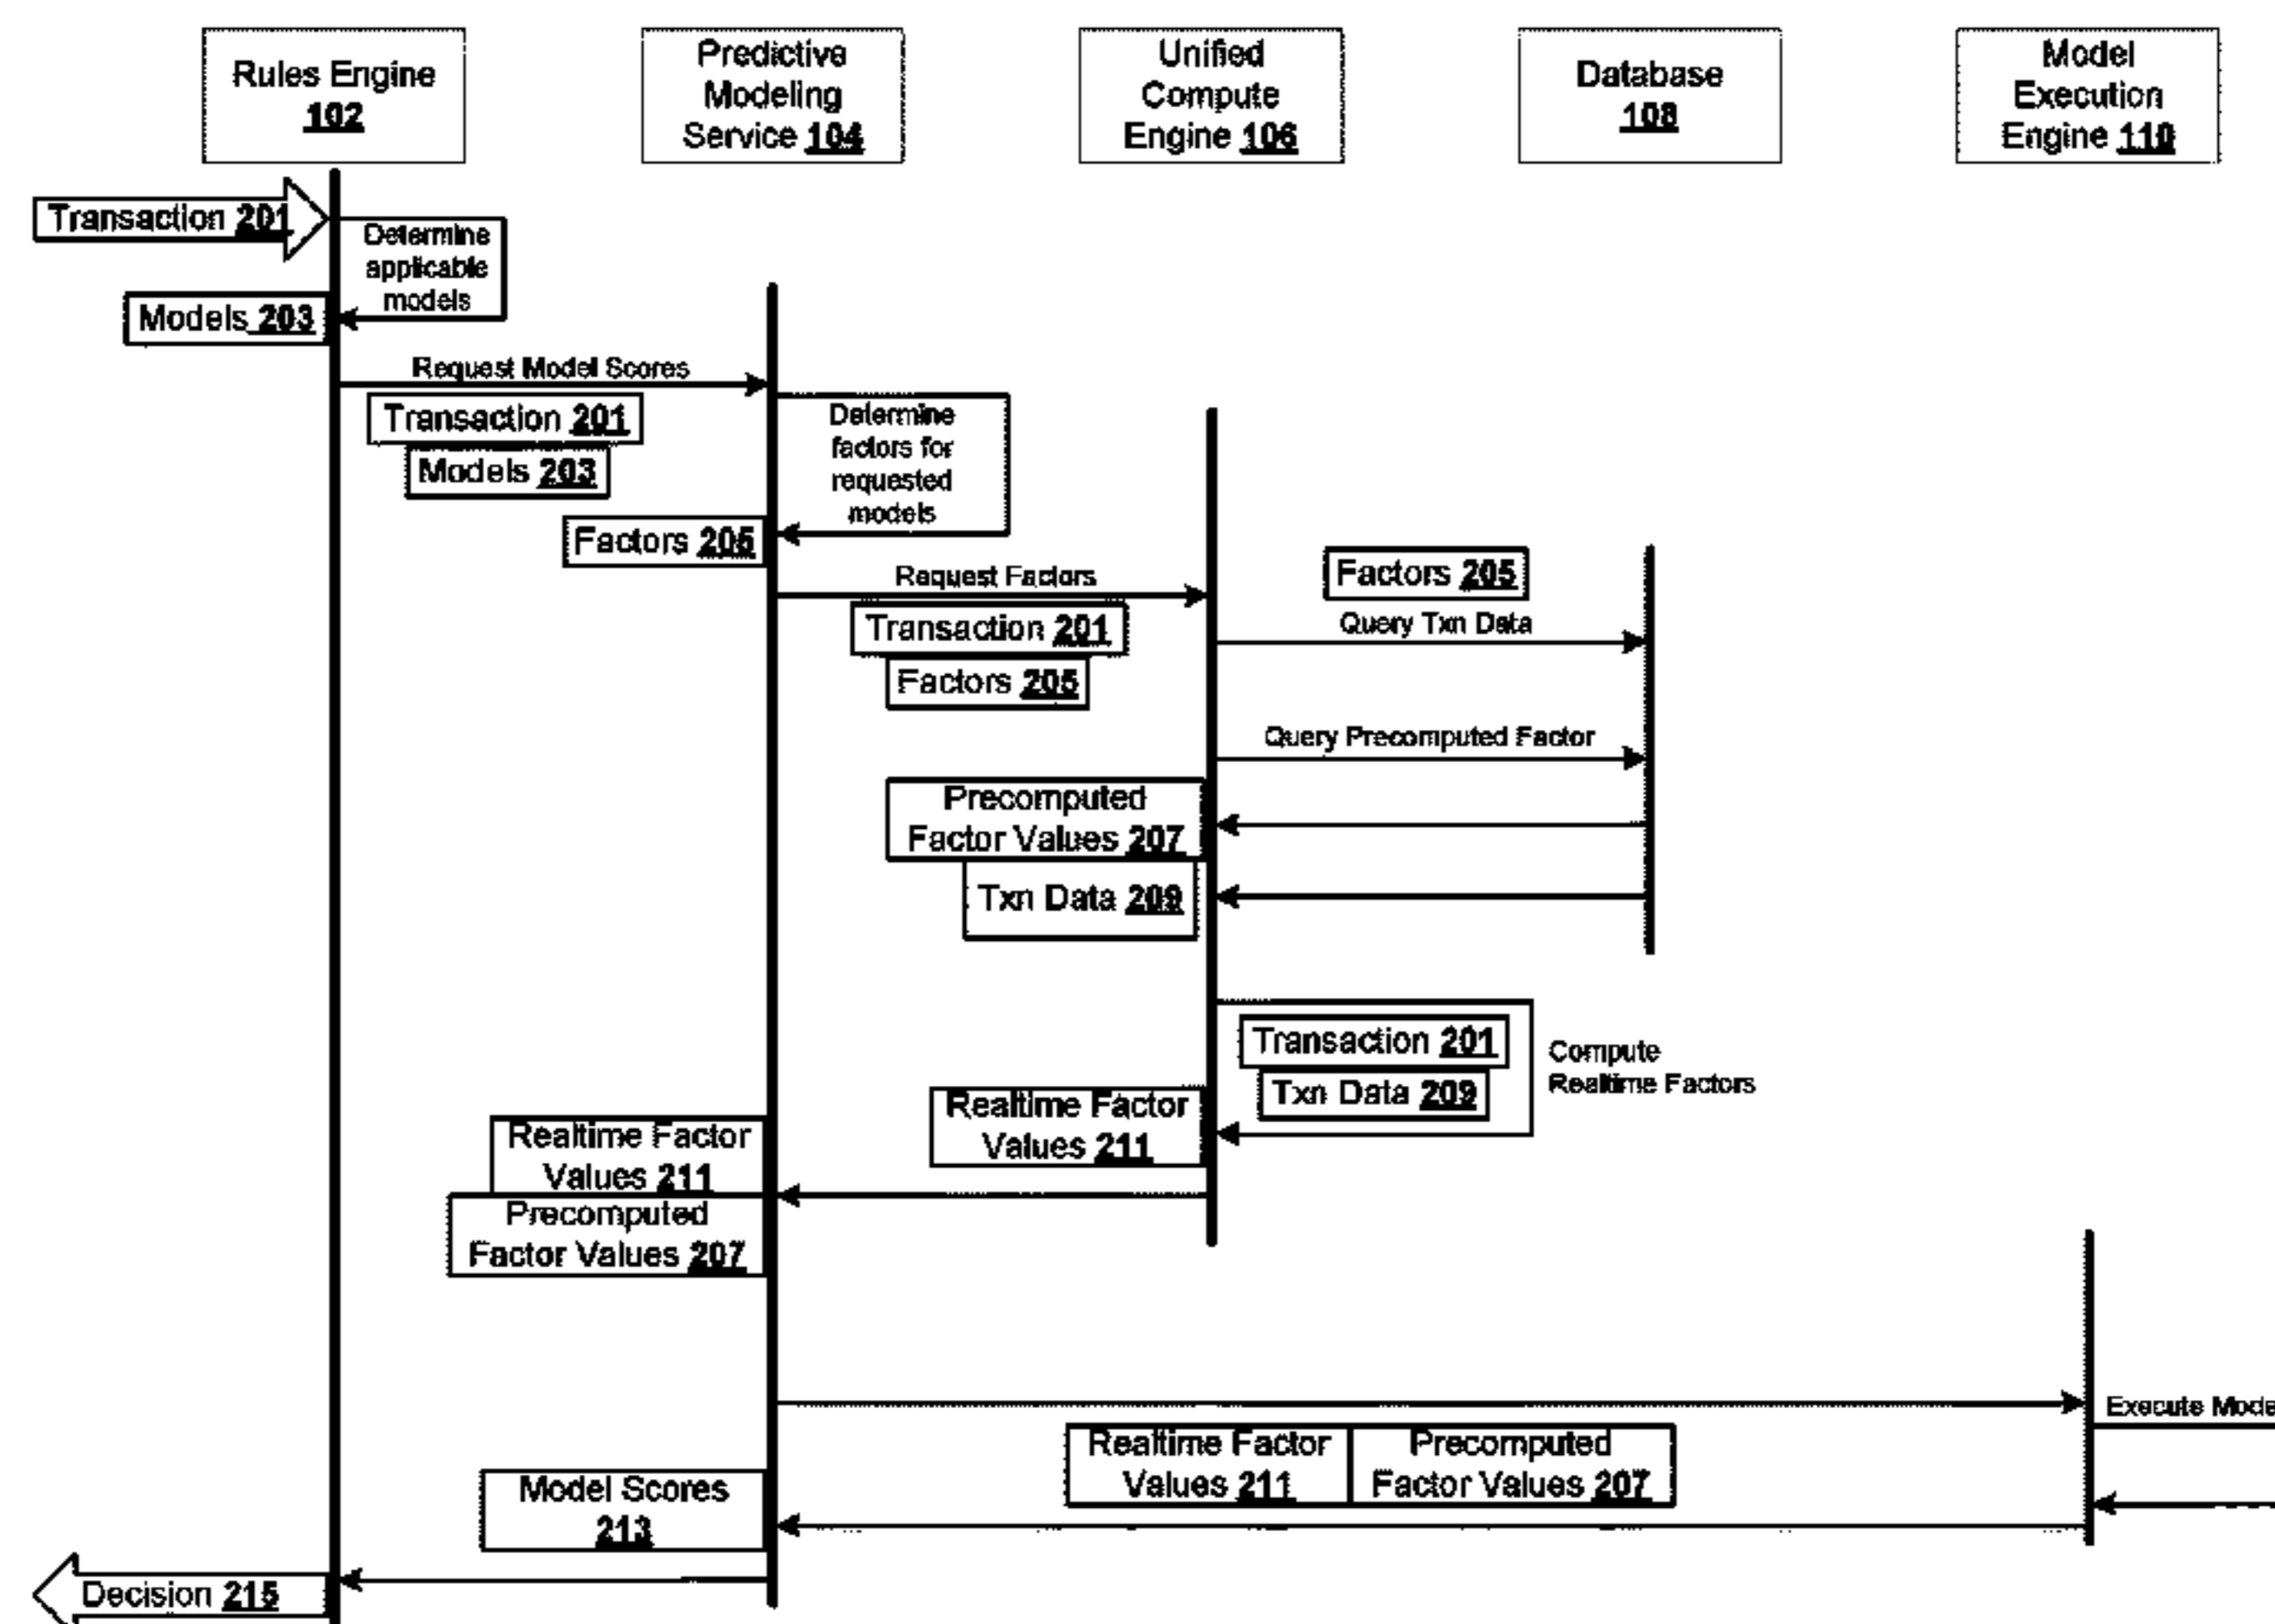 Rules Engine
102
Predictive
Modeling
Service 104
Unified
Compute
Engine 106
Database
108
Model
Execution
Engine 110
Transaction 201
Determine
applicable
models
Models 203
Request Model Scores
Transaction 201
Models 203
Determine
factors for
requested
models
Factors 205
Request Factors
Transaction 201
Factors 205
Factors 205
Query Txn Data
Query Precomputed Factor
Precomputed
Factor Values 207
Txn Data 209
Transaction 201
Txn Data 209
Compute
Realtime Factors
Realtime Factor
Values 211
Realtime Factor
Values 211
Precomputed
Factor Values 207
Execute Mode
Realtime Factor
Values 211
Precomputed
Factor Values 207
Model Scores
213
Decision 215